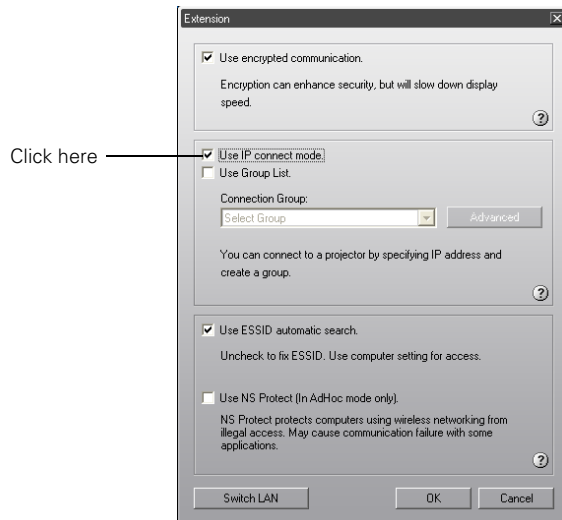 Extension
Use encrypted communication.
Encryption can enhance security, but will slow down display
speed.
Click here
Use IP connect mode.
Use Group List.
Connection Group:
Select Group
Advanced
You can connect to a projector by specifying IP address and
create a group.
Use ESSID automatic search.
Uncheck to fix ESSID. Use computer setting for access.
Use NS Protect (In AdHoc mode only).
NS Protect protects computers using wireless networking from
illegal access. May cause communication failure with some
applications.
Switch LAN
OK
Cancel